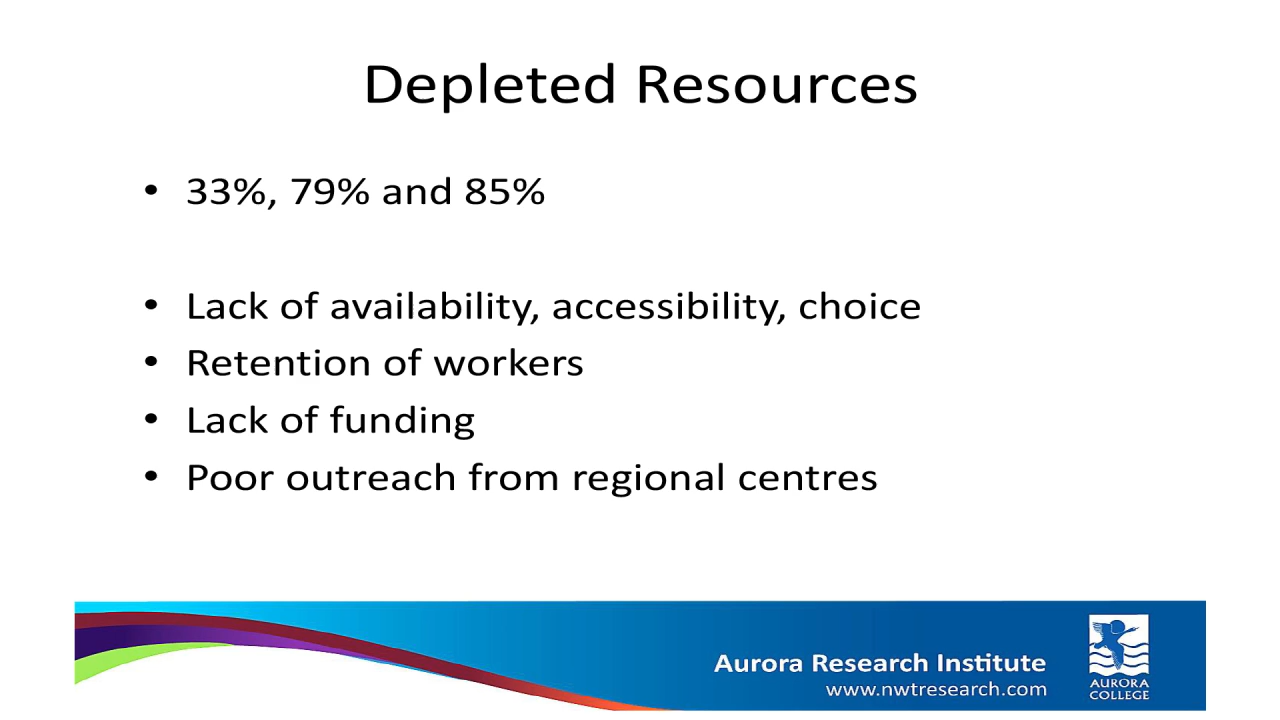 Depleted Resources
• 33%, 79% and 85%
• Lack of availability, accessibility, choice
• Retention of workers
• Lack of funding
• Poor outreach from regional centres
Aurora Research Institute
www.nwtresearch.com
AURORA
COLLEGE